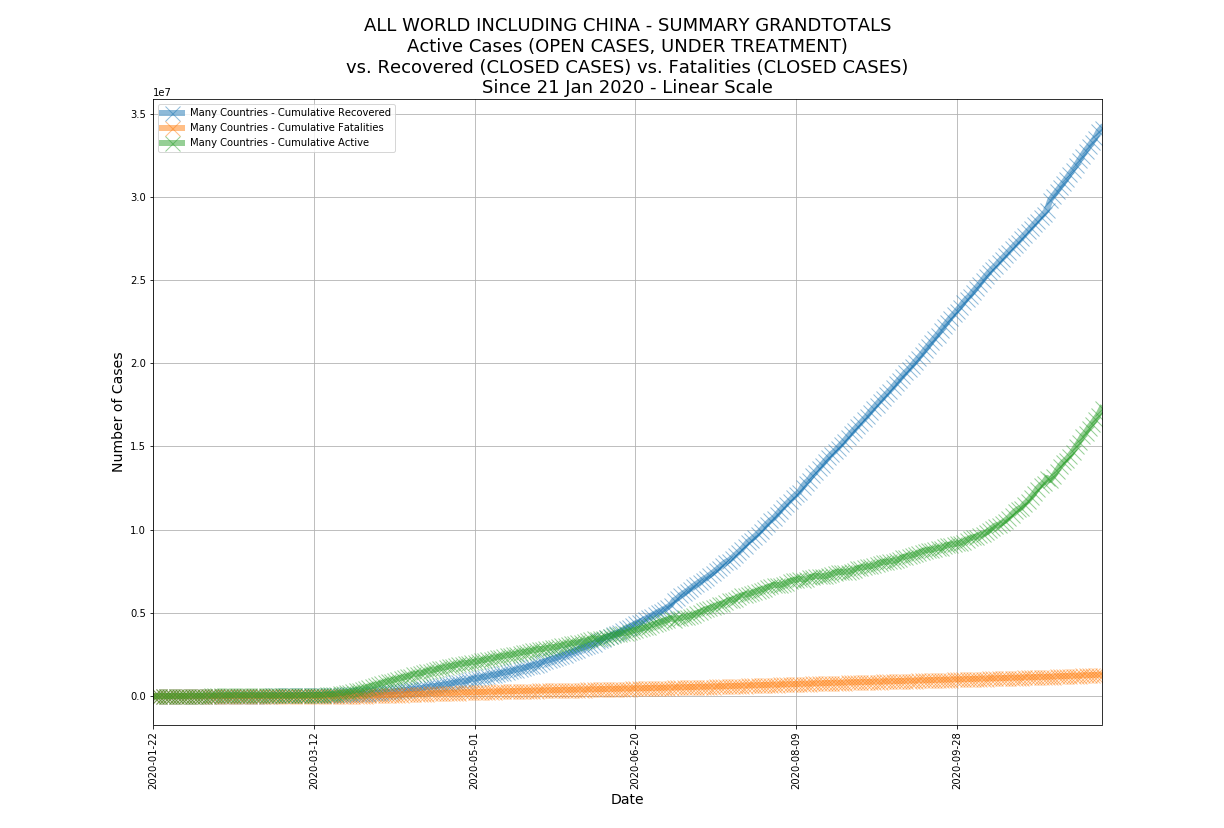 ALL WORLD INCLUDING CHINA - SUMMARY GRANDTOTALS
Active Cases (OPEN CASES, UNDER TREATMENT)
vs. Recovered (CLOSED CASES) vs. Fatalities (CLOSED CASES)
Since 21 Jan 2020 - Linear Scale
1e7
Many Countries - Cumulative Recovered
Many Countries - Cumulative Fatalities
Many Countries - Cumulative Active
3.5
3.0
2.5
2.0
1.5
1.0
0.5
0.0
Number of Cases
2020-01-22
2020-03-12
2020-05-01
2020-06-20
2020-08-09
2020-09-28
Date